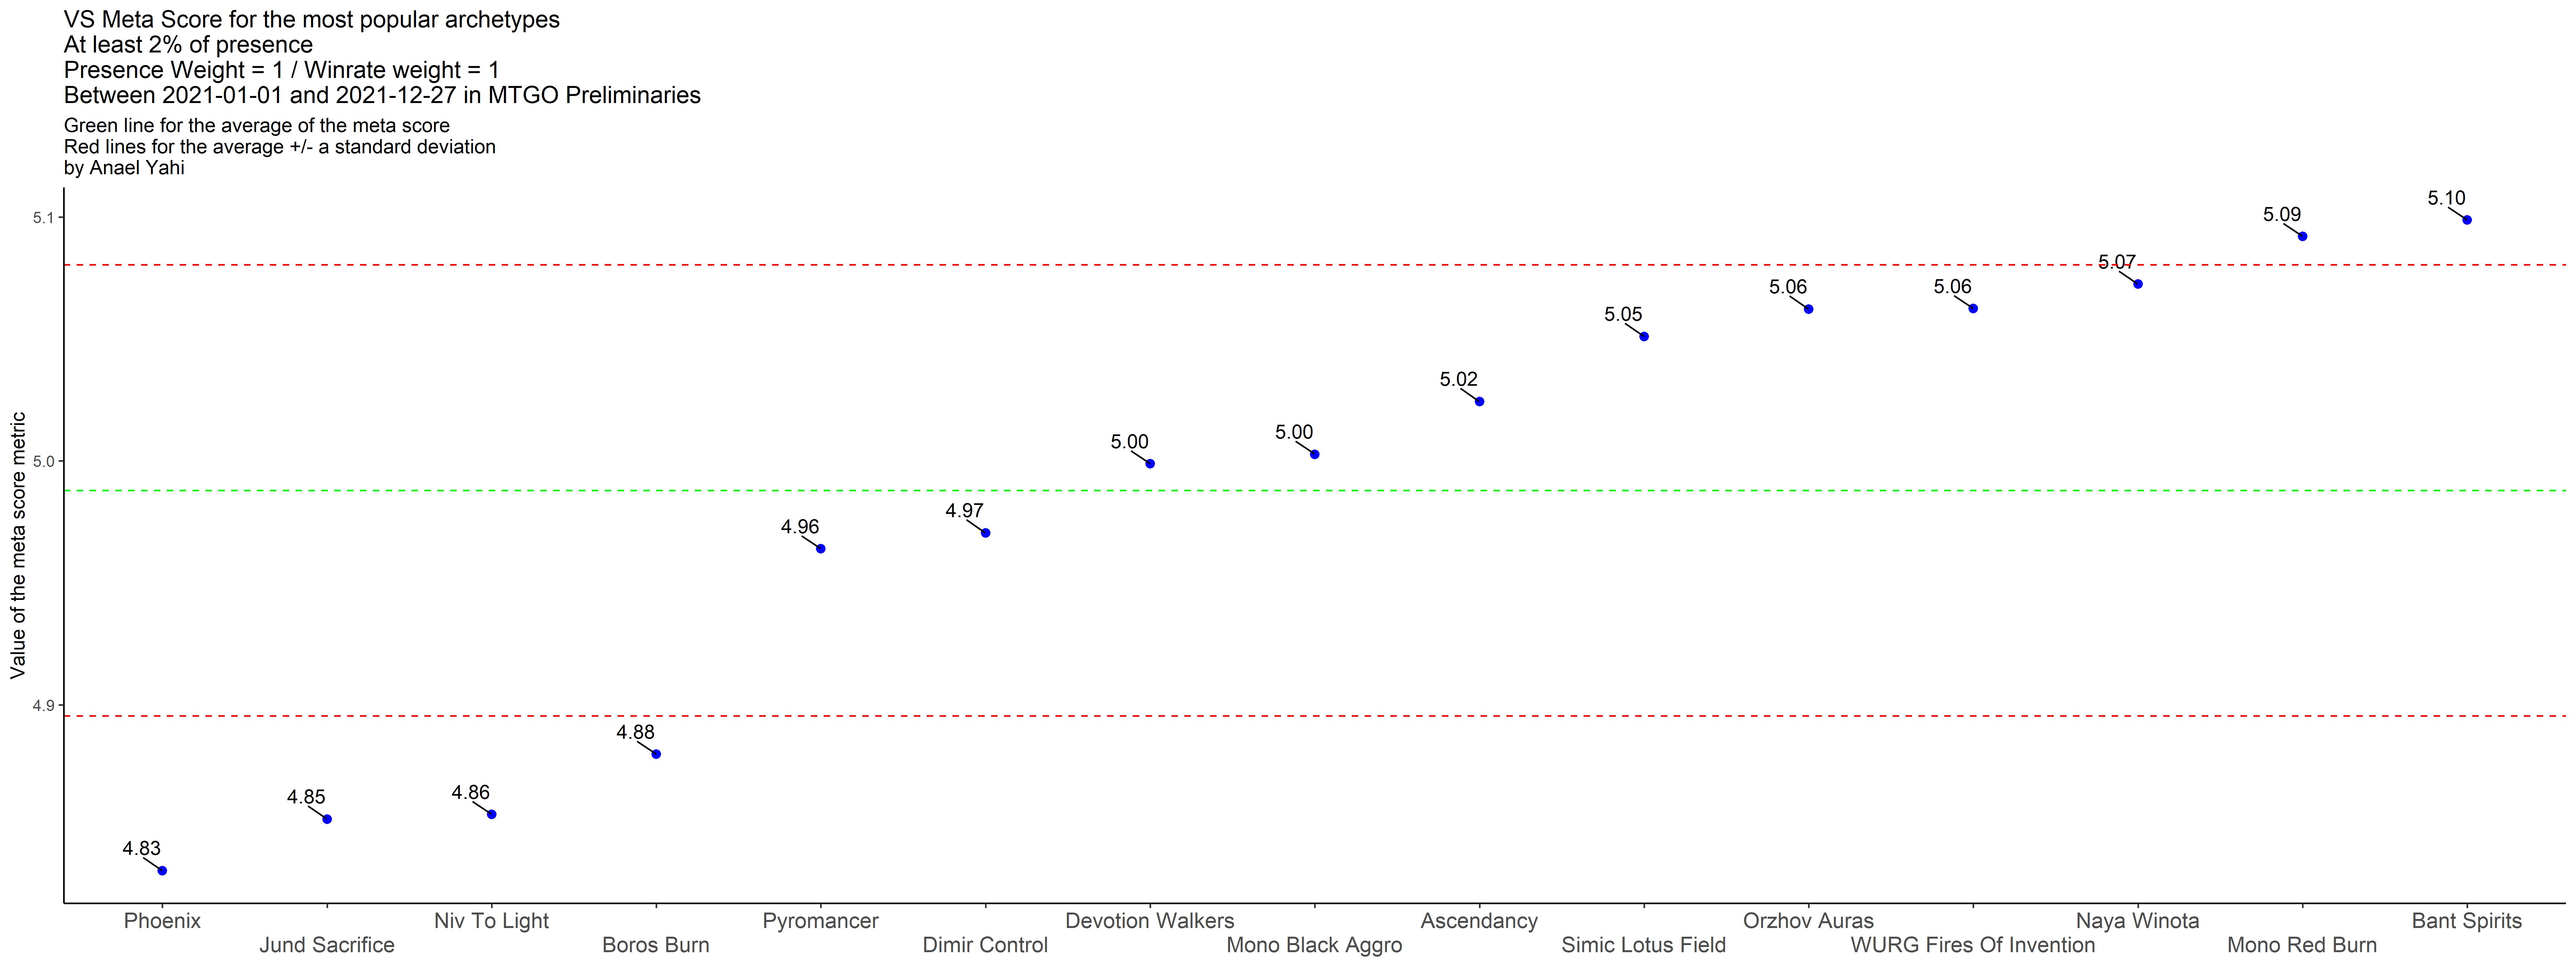 VS Meta Score for the most popular archetypes
At least 2% of presence
Presence Weight = 1 / Winrate weight = 1
Between 2021-01-01 and 2021-12-27 in MTGO Preliminaries
Green line for the average of the meta score
Red lines for the average +/- a standard deviation
by Anael Yahi
Value of the meta score metric
5.1
5.0
4.9
4.83
4.85
4.86
4.88
4.96
4.97
5.00
5.00
5.02
5.05
5.06
5.06
5.07
5.09
5.10
Phoenix
Jund Sacrifice
Niv To Light
Boros Burn
Pyromancer
Dimir Control
Devotion Walkers
Mono Black Aggro
Ascendancy
Simic Lotus Field
Orzhov Auras
WURG Fires Of Invention
Naya Winota
Mono Red Burn
Bant Spirits